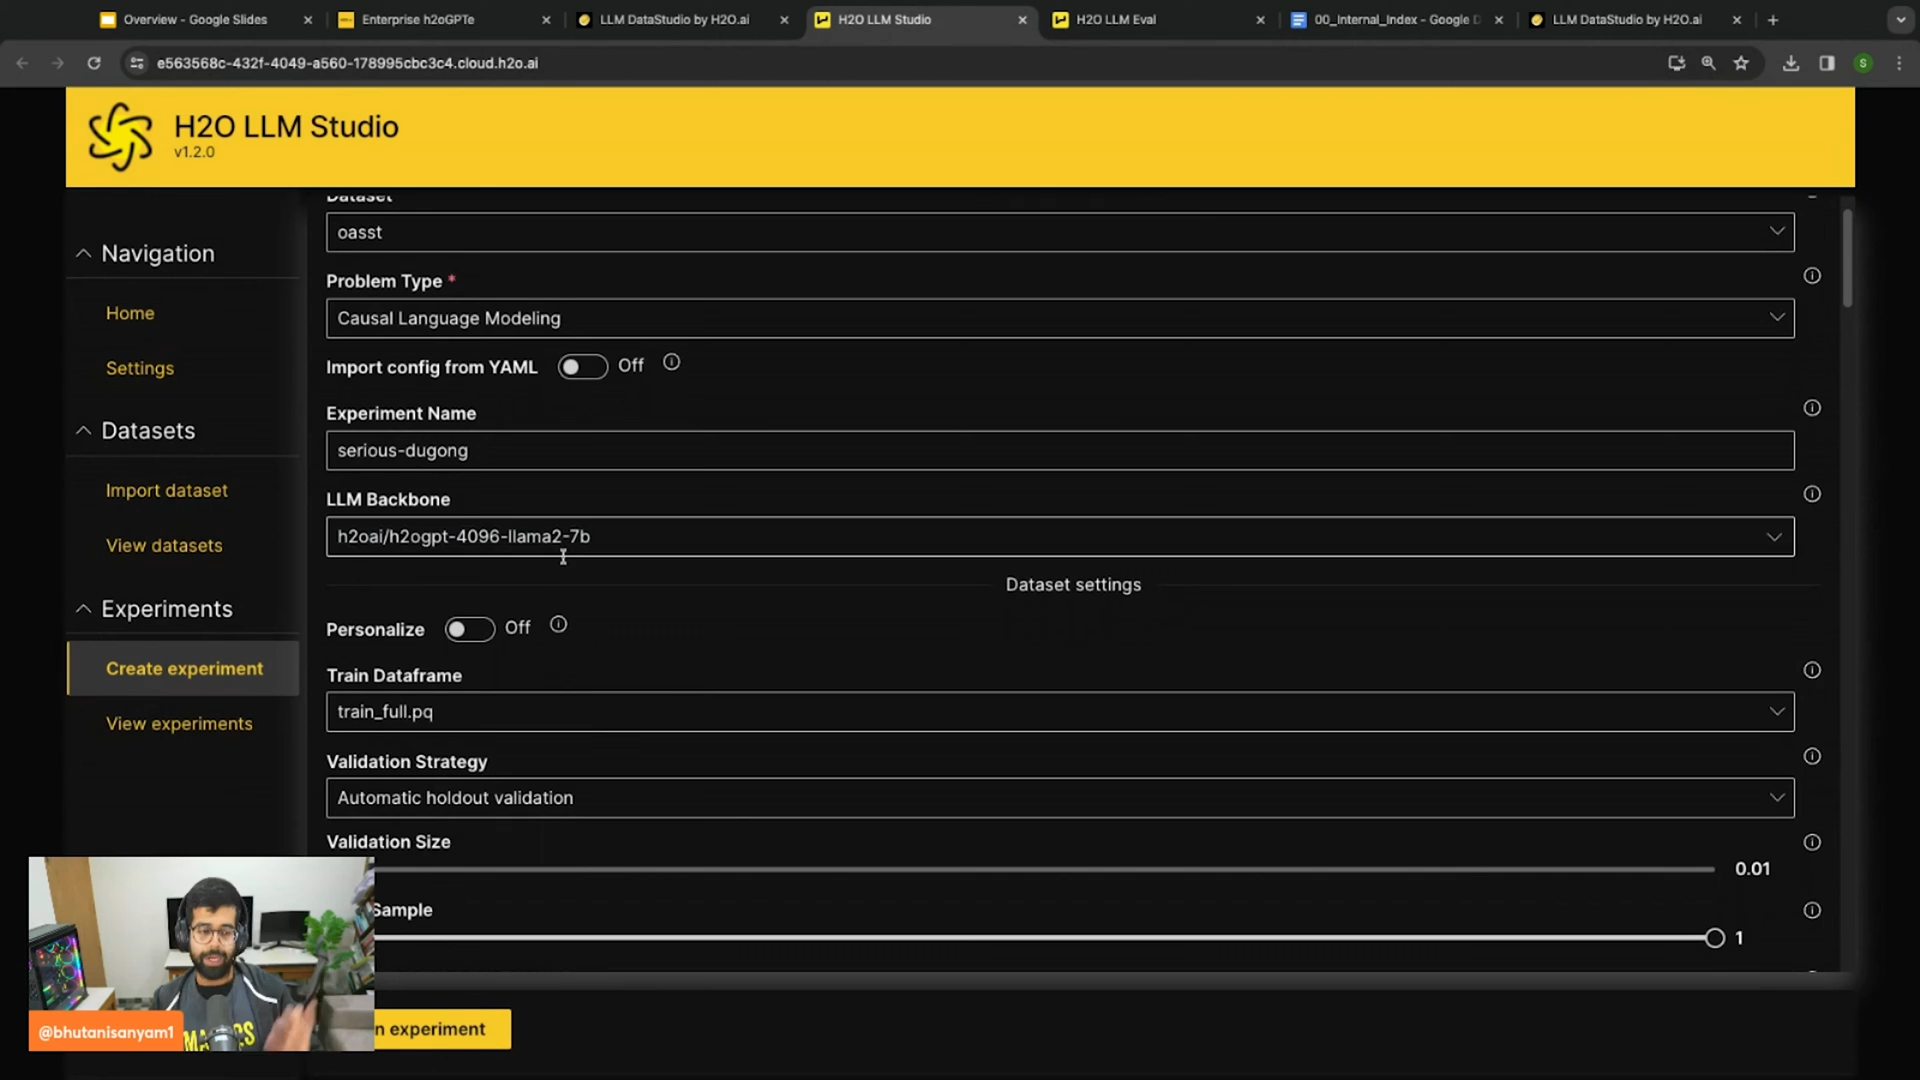 Overview - Google Slides
Enterprise h2oGPTe
LLM DataStudio by H2O.ai
H2O LLM Studio
H2O LLM Eval
00_Internal_Index - Google D
LLM DataStudio by H2O.ai
e563568c-432f-4049-a560-178995cbc3c4.cloud.h2o.ai
S
H2O LLM Studio
v1.2.0
Navigation
Home
Settings
Datasets
Import dataset
View datasets
Experiments
Create experiment
View experiments
Dataset
oasst
Problem Type *
Causal Language Modeling
Import config from YAML Off
Experiment Name
serious-dugong
LLM Backbone
h2oai/h2ogpt-4096-llama2-7b
Dataset settings
Personalize Off
Train Dataframe
train_full.pq
Validation Strategy
Automatic holdout validation
Validation Size
0.01
Sample
1
n experiment
@bhutanisanyam1